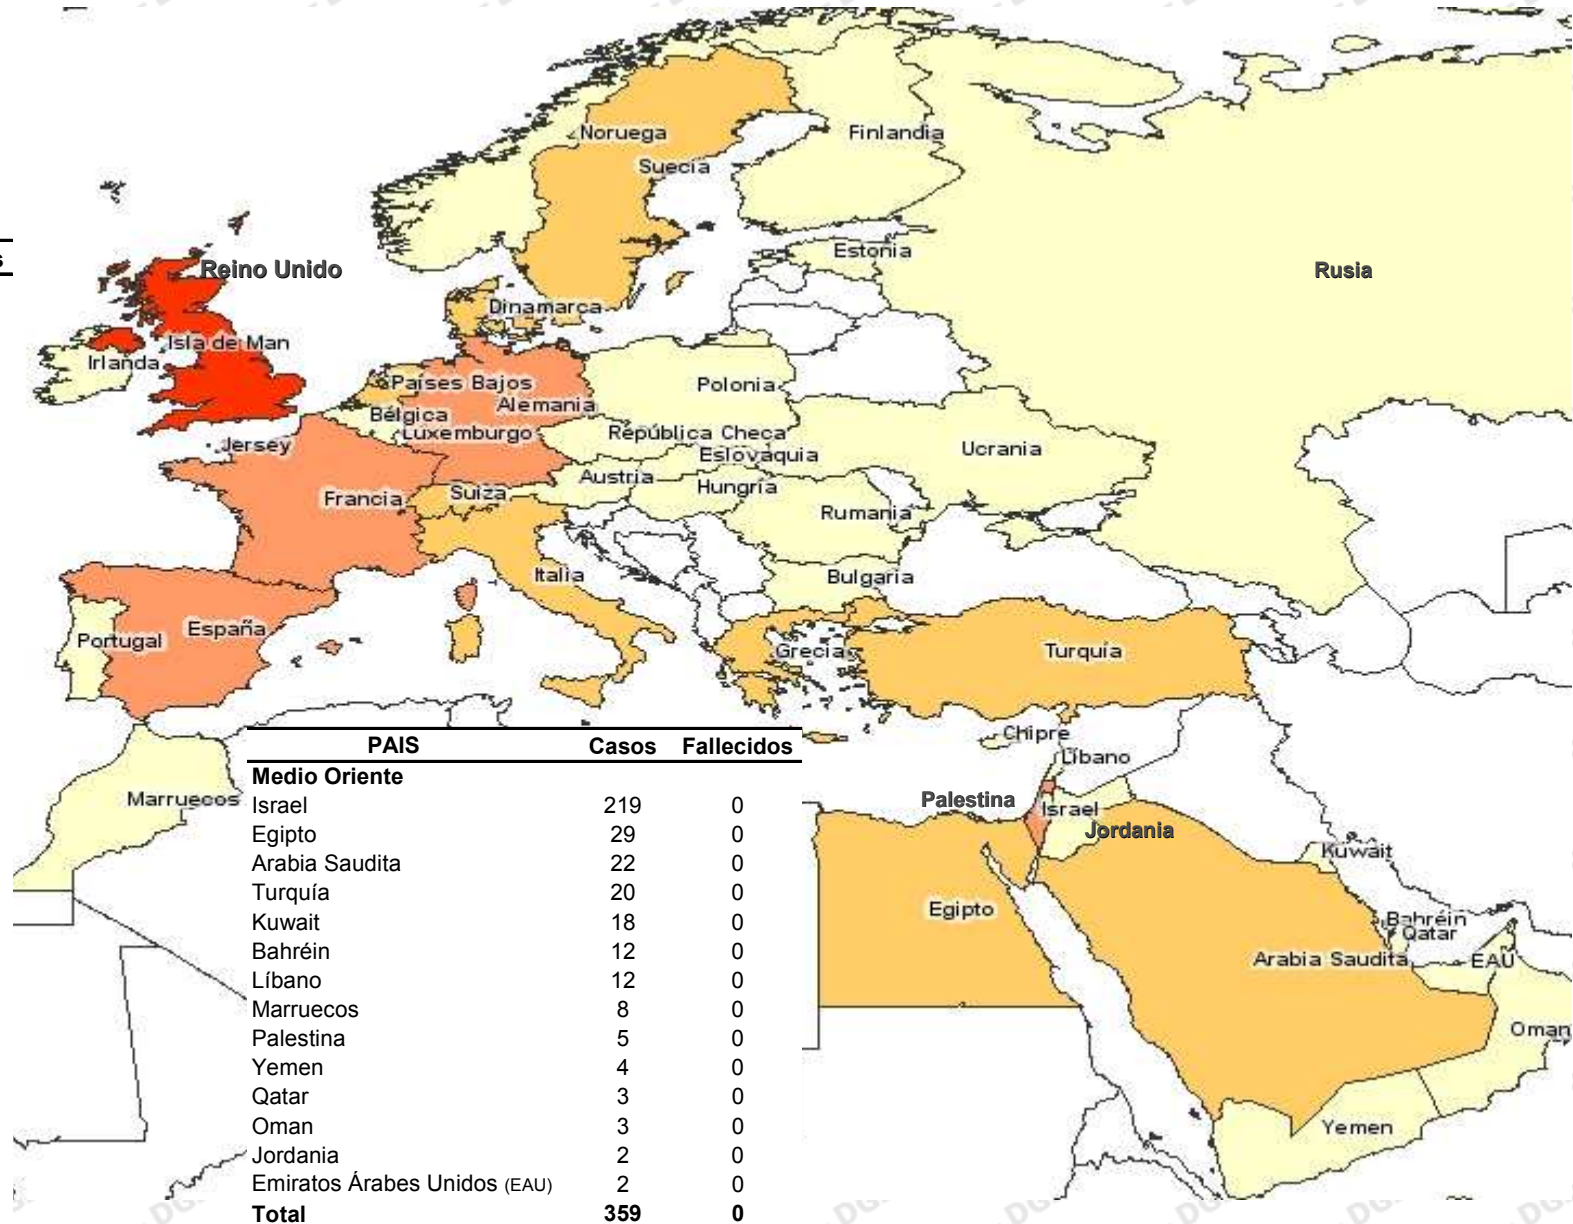 Noruega
Finlandia
Suecia
Estonia
s
Reino Unido
Rusia
Dinamarca
Isla de Man
Irlanda
Países Bajos
Polonia
Alemania
Bélgica
Luxemburgo
República Checa
Jersey
Eslovaquia
Ucrania
Austria
Francia
Suiza
Hungría
Rumania
Italia
Bulgaria
Portugal
España
Grecia
Turquía
Chipre
Líbano
Marruecos
Palestina
Israel
Jordania
Kuwait
Egipto
Bahréin
Qatar
Arabia Saudita
EAU
Oman
Yemen
PAIS Casos Fallecidos
Medio Oriente
Israel 219 0
Egipto 29 0
Arabia Saudita 22 0
Turquía 20 0
Kuwait 18 0
Bahréin 12 0
Líbano 12 0
Marruecos 8 0
Palestina 5 0
Yemen 4 0
Qatar 3 0
Oman 3 0
Jordania 2 0
Emiratos Árabes Unidos (EAU) 2 0
Total 359 0